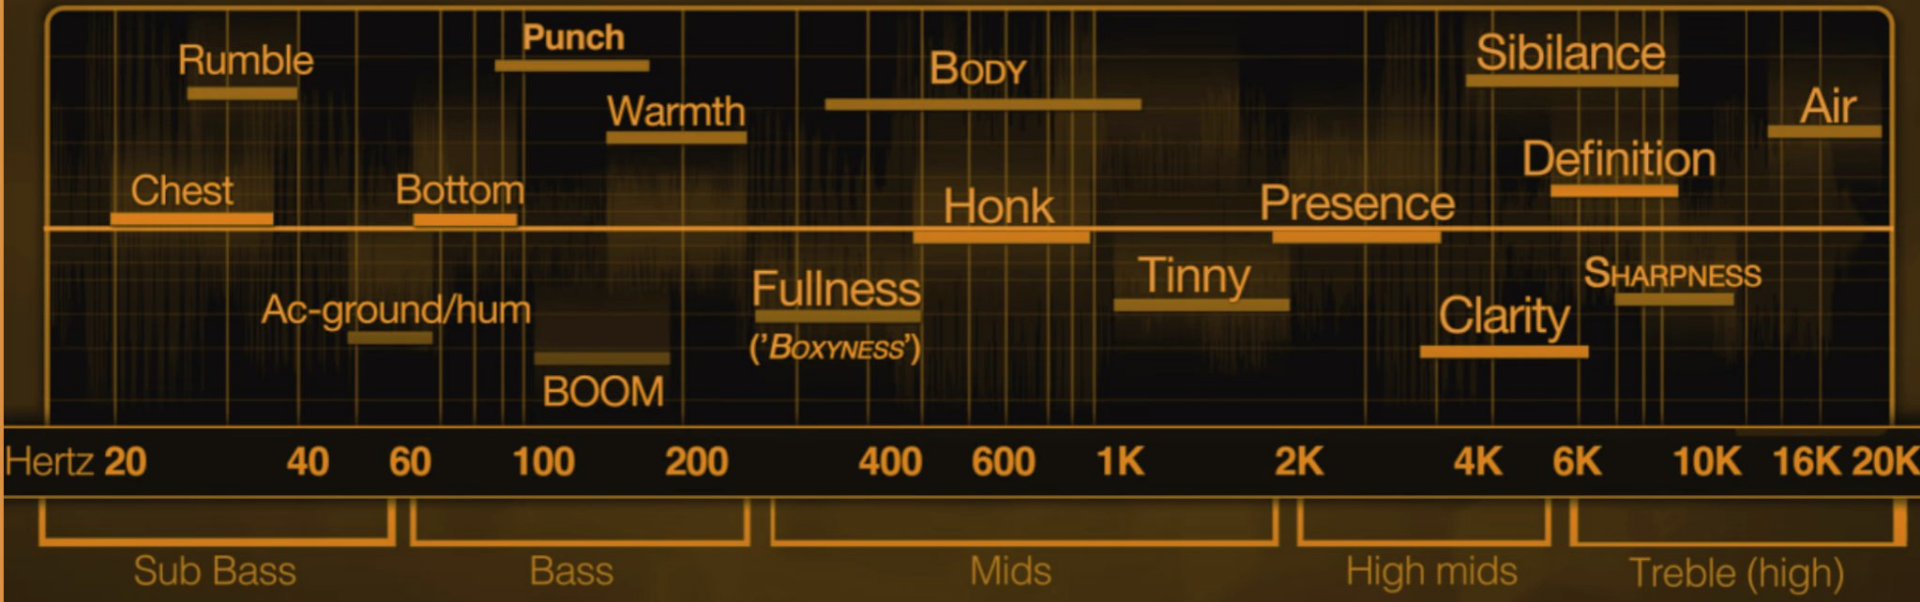 Punch
Rumble
Body
Sibilance
Warmth
Air
Definition
Chest
Bottom
Honk
Presence
Tinny
Sharpness
Fullness
Ac-ground/hum
Clarity
('Boxyness')
BOOM
Hertz 20 40 60 100 200 400 600 1K 2K 4K 6K 10K 16K 20K
Sub Bass Bass Mids High mids Treble (high)